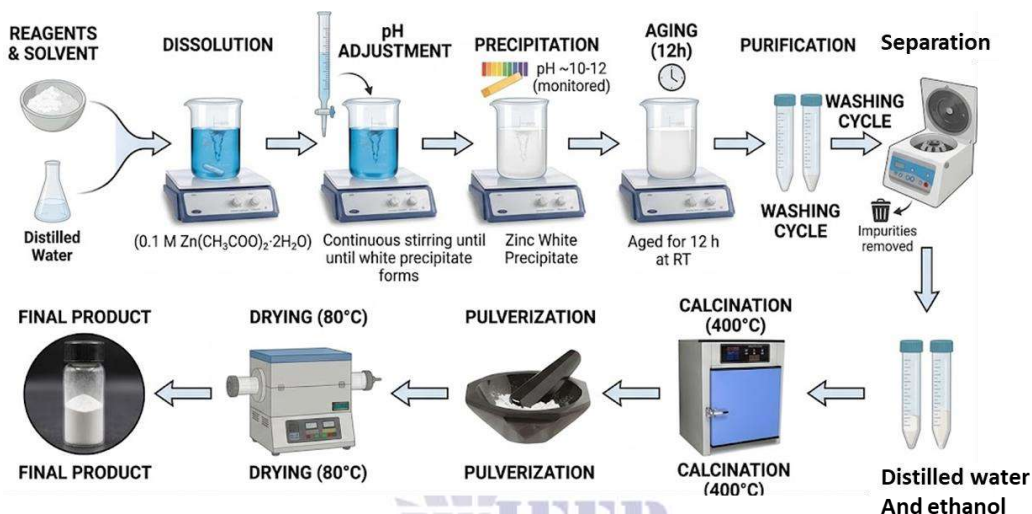 REAGENTS
& SOLVENT
Distilled
Water
DISSOLUTION
(0.1 M Zn(CH₃COO)₂·2H₂O)
pH
ADJUSTMENT
Continuous stirring until
until white precipitate
forms
PRECIPITATION
pH ~10-12
(monitored)
Zinc White
Precipitate
AGING
(12h)
Aged for 12 h
at RT
PURIFICATION
WASHING
CYCLE
WASHING
CYCLE
Separation
Impurities
removed
Distilled water
And ethanol
CALCINATION
(400°C)
CALCINATION
(400°C)
PULVERIZATION
PULVERIZATION
DRYING (80°C)
DRYING (80°C)
FINAL PRODUCT
FINAL PRODUCT